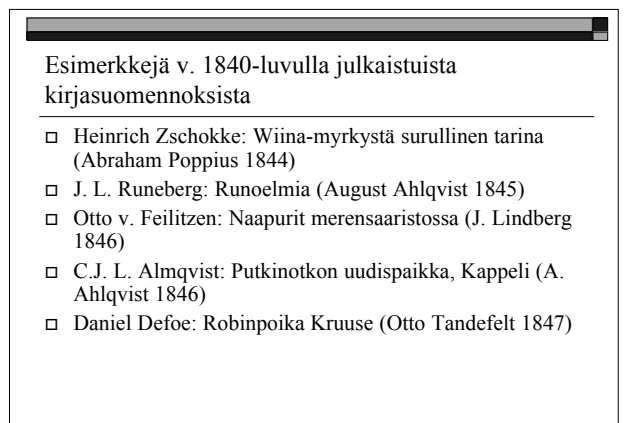 Esimerkkejä v. 1840-luvulla julkaistuista
kirjasuomennoksista
Heinrich Zschokke: Wiina-myrkystä surullinen tarina
(Abraham Poppius 1844)
J. L. Runeberg: Runoelmia (August Ahlqvist 1845)
Otto v. Feilitzen: Naapurit merensaaristossa (J. Lindberg
1846)
C.J. L. Almqvist: Putkinotkon uudispaikka, Kappeli (A.
Ahlqvist 1846)
Daniel Defoe: Robinpoika Kruuse (Otto Tandefelt 1847)